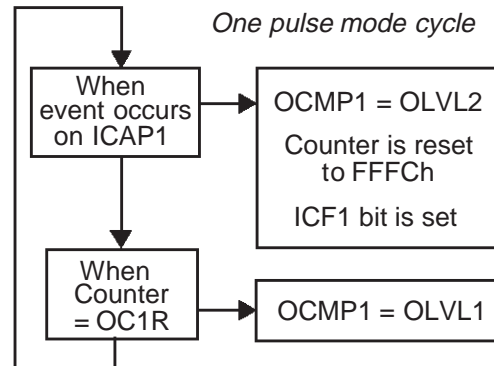 One pulse mode cycle
When
event occurs
on ICAP1
OCMP1 = OLVL2
Counter is reset
to FFFCh
ICF1 bit is set
When
Counter
= OC1R
OCMP1 = OLVL1